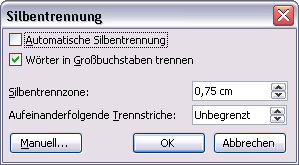 Silbentrennung
Automatische Silbentrennung
Wörter in Großbuchstaben trennen
Silbentrennzone: 0,75 cm
Aufeinanderfolgende Trennstriche: Unbegrenzt
Manuell... OK Abbrechen